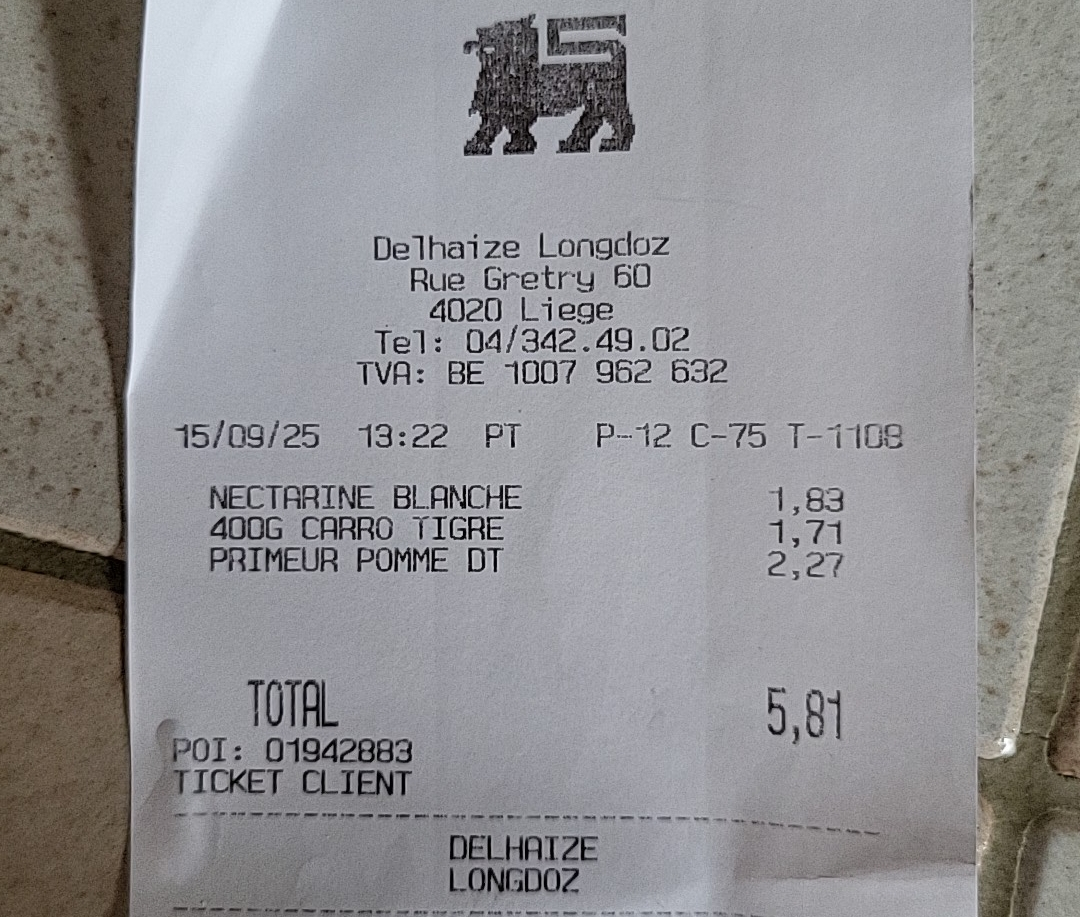 Delhaize Longdoz
Rue Gretry 60
4020 Liege
Tel: 04/342.49.02
TVA: BE 1007 962 632
15/09/25 13:22 PT P-12 C-75 T-1108
NECTARINE BLANCHE 1,83
400G CARRO TIGRE 1,71
PRIMEUR POMME DT 2,27
TOTAL 5,81
POI: 01942883
TICKET CLIENT
DELHAIZE
LONGDOZ